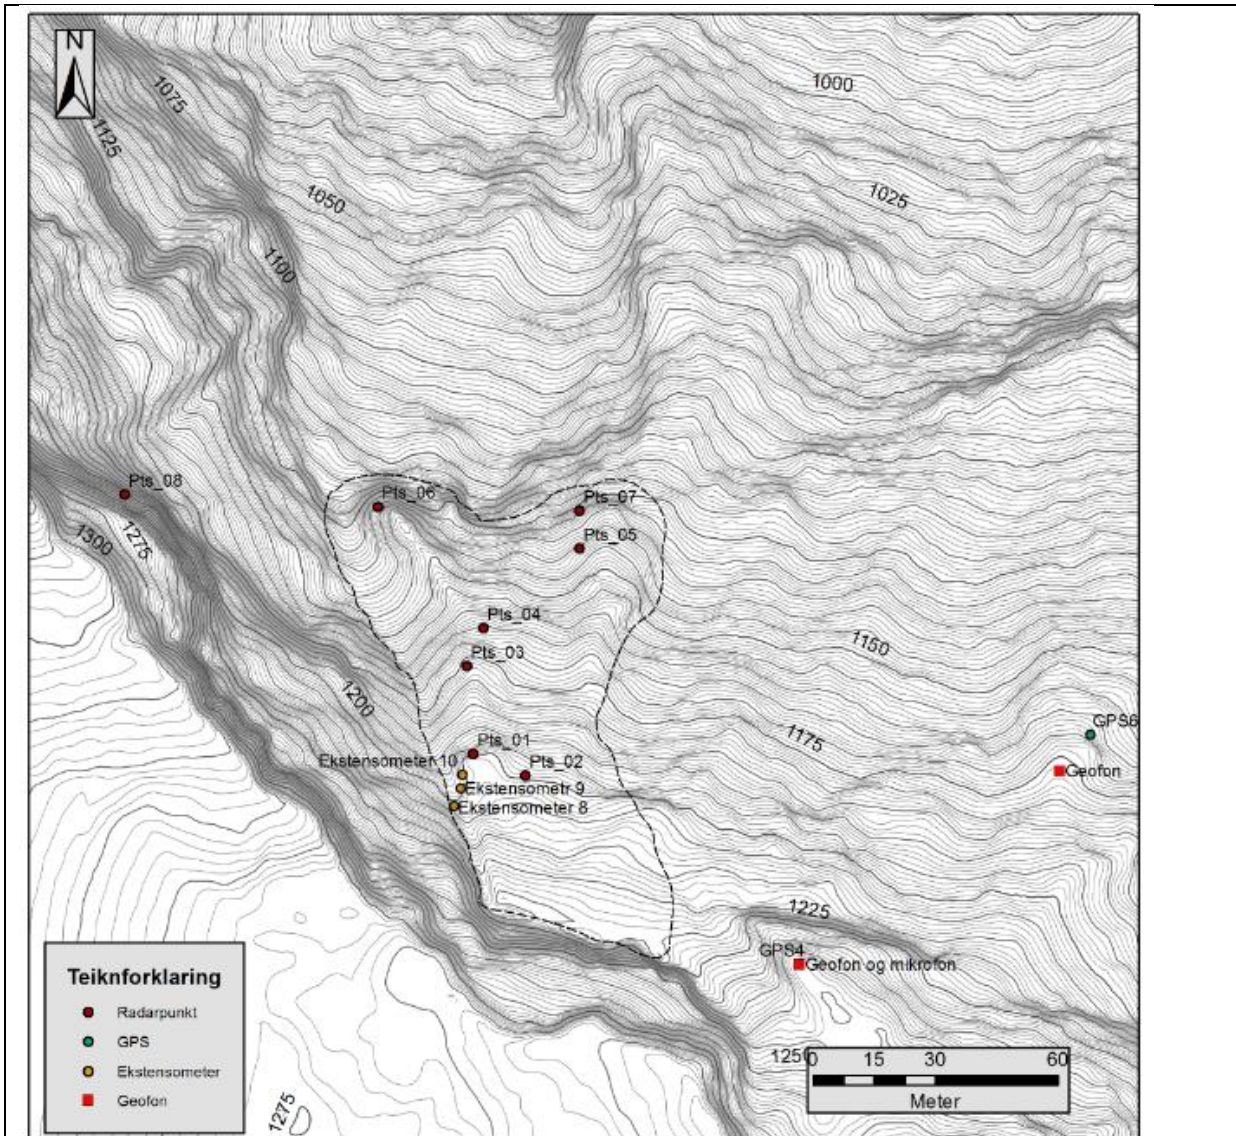 N
1000
1075
1125
1025
1050
1100
Pts_08
Pts_06
Pts_07
1275
1300
Pts_05
Pts_04
1150
Pts_03
1200
GPS6
1175
Pts_01
Ekstensometer 10
Pts_02
Geofon
Ekstensometr 9
Ekstensometer 8
1225
GPS4
Geofon og mikrofon
Teiknforklaring
Radarpunkt
GPS
Ekstensometer
Geofon
1250
0 15 30 60
Meter
1275